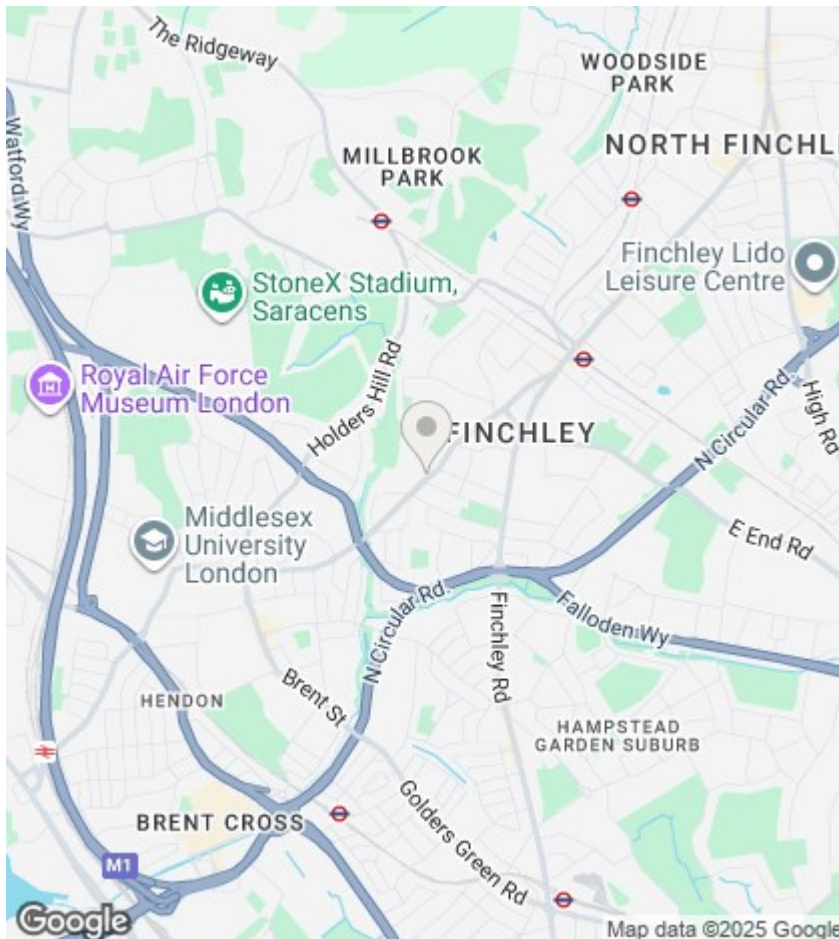 The Ridgeway
WOODSIDE
PARK
Watford Wy
MILLBROOK
PARK
NORTH FINCHL
StoneX Stadium,
Saracens
Finchley Lido
Leisure Centre
Royal Air Force
Museum London
Holders Hill Rd
FINCHLEY
N Circular Rd
High Rd
Middlesex
University
London
E End Rd
N Circular Rd.
Finchley Rd
Falloden Wy
Brent St
HENDON
HAMPSTEAD
GARDEN SUBURB
BRENT CROSS
Golders Green Rd
M1
Google
Map data ©2025 Google